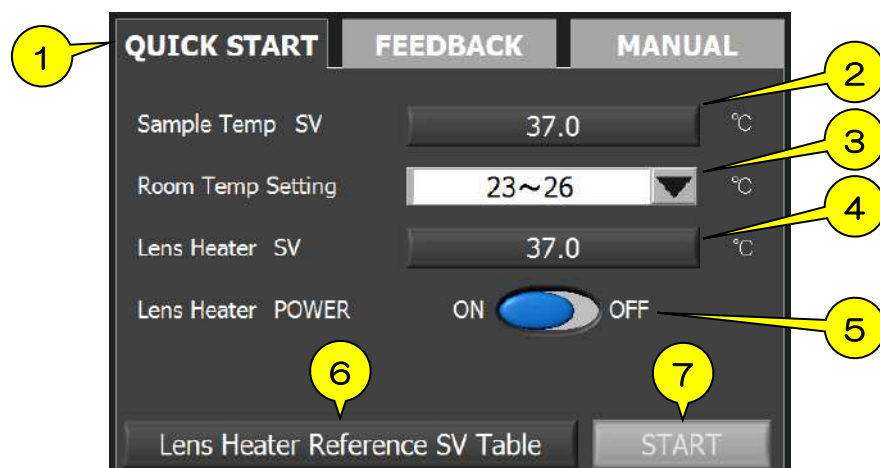 1 QUICK START FEEDBACK MANUAL
2
Sample Temp SV 37.0 ℃
3
Room Temp Setting 23～26 ℃
4
Lens Heater SV 37.0 ℃
Lens Heater POWER ON OFF
5
6 7
Lens Heater Reference SV Table START